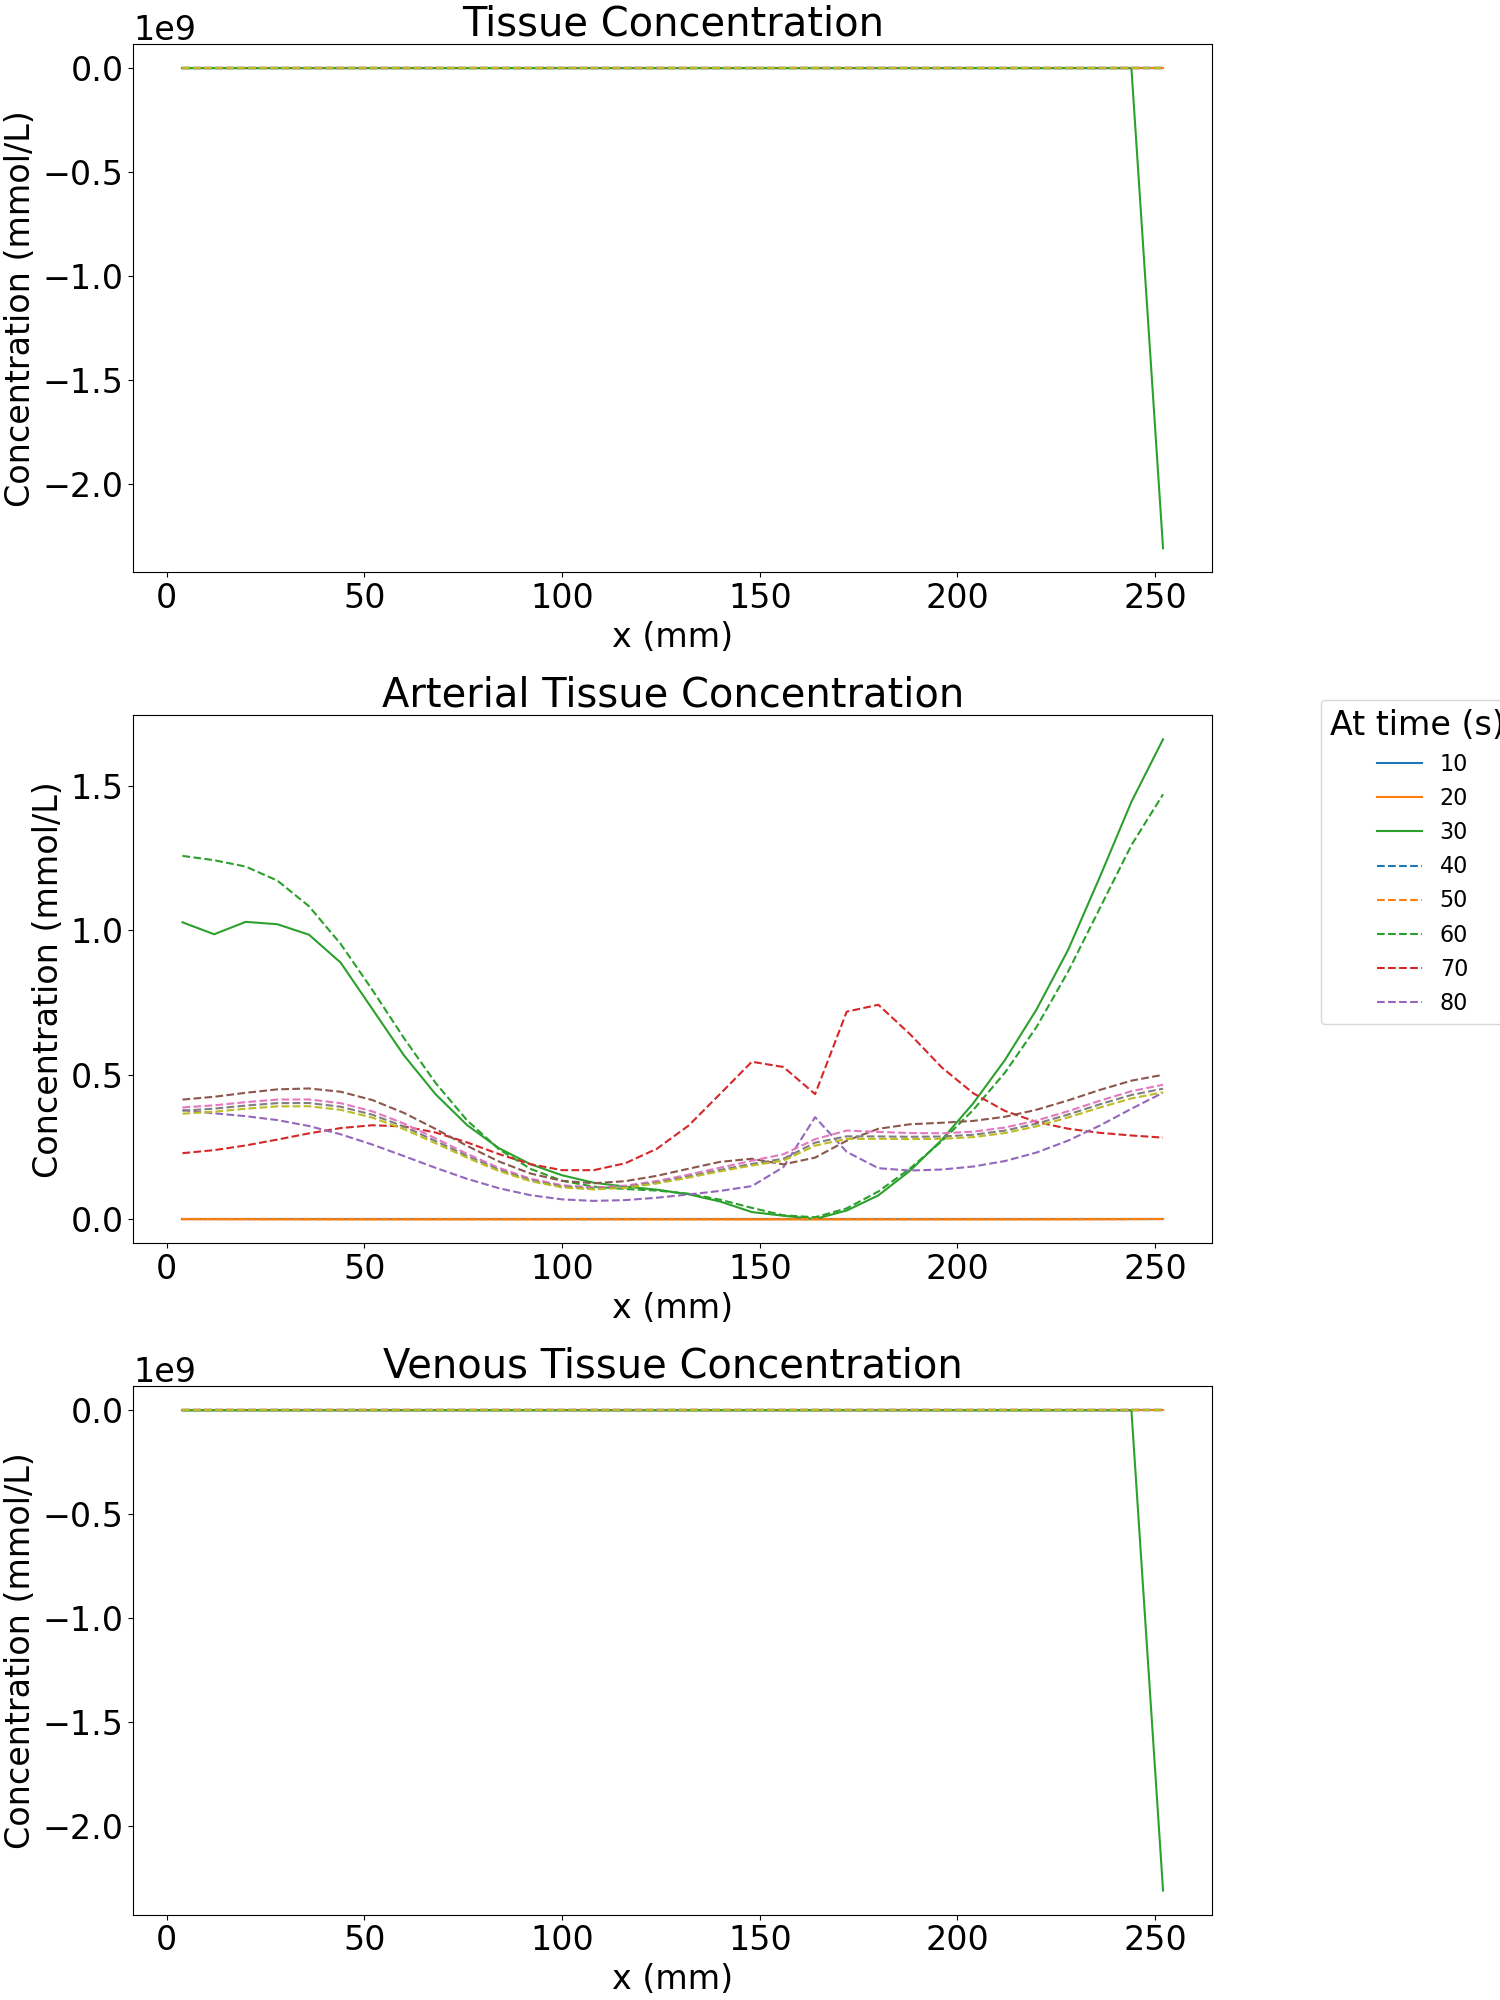 Tissue Concentration
1e9
0.0
−0.5
−1.0
−1.5
−2.0
Concentration (mmol/L)
0 50 100 150 200 250
x (mm)
Arterial Tissue Concentration
1.5
1.0
0.5
0.0
Concentration (mmol/L)
0 50 100 150 200 250
x (mm)
At time (s)
10
20
30
40
50
60
70
80
Venous Tissue Concentration
1e9
0.0
−0.5
−1.0
−1.5
−2.0
Concentration (mmol/L)
0 50 100 150 200 250
x (mm)